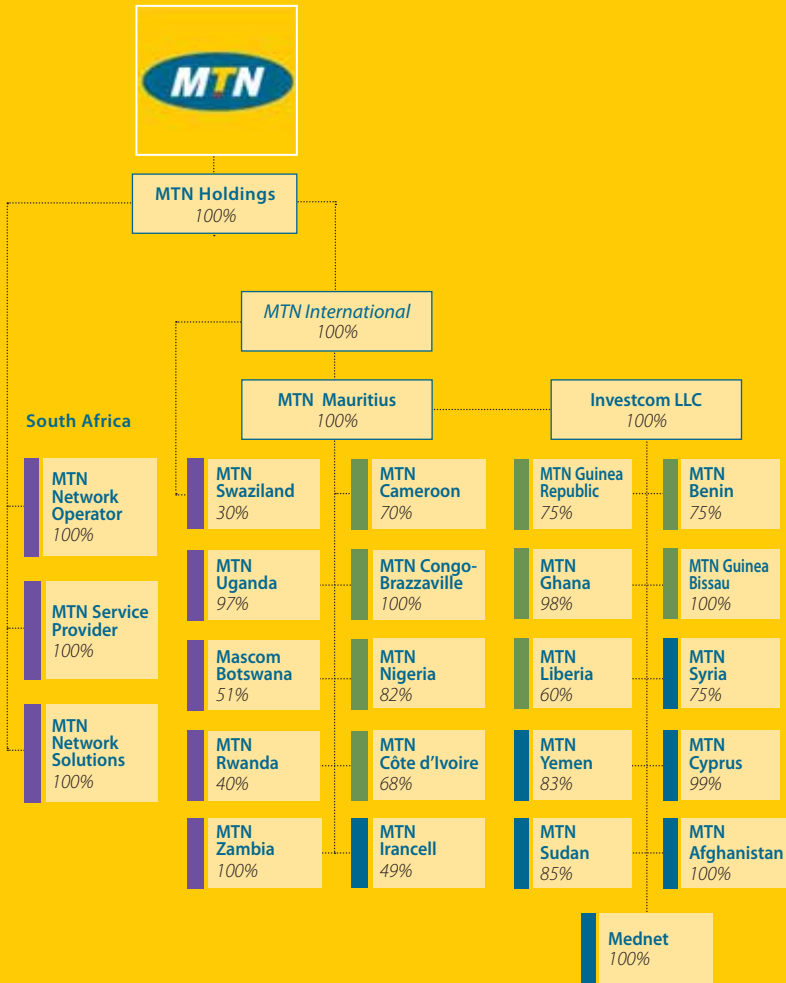 MTN
MTN Holdings
100%
MTN International
100%
MTN Mauritius
100%
Investcom LLC
100%
South Africa
MTN
Network
Operator
100%
MTN Service
Provider
100%
MTN
Network
Solutions
100%
MTN
Swaziland
30%
MTN
Uganda
97%
Mascom
Botswana
51%
MTN
Rwanda
40%
MTN
Zambia
100%
MTN
Cameroon
70%
MTN Congo-
Brazzaville
100%
MTN
Nigeria
82%
MTN
Côte d'Ivoire
68%
MTN
Irancell
49%
MTN Guinea
Republic
75%
MTN
Ghana
98%
MTN
Liberia
60%
MTN
Yemen
83%
MTN
Sudan
85%
MTN
Benin
75%
MTN Guinea
Bissau
100%
MTN
Syria
75%
MTN
Cyprus
99%
MTN
Afghanistan
100%
Mednet
100%